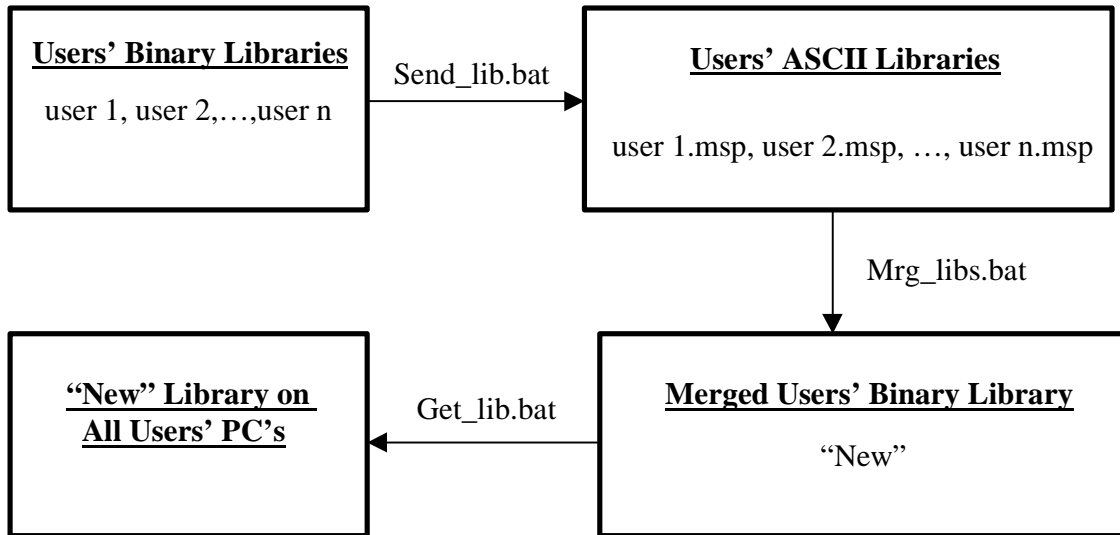 Users’ Binary Libraries
user 1, user 2,…,user n
Send_lib.bat
Users’ ASCII Libraries
user 1.msp, user 2.msp, …, user n.msp
Mrg_libs.bat
Merged Users’ Binary Library
“New”
Get_lib.bat
“New” Library on
All Users’ PC’s